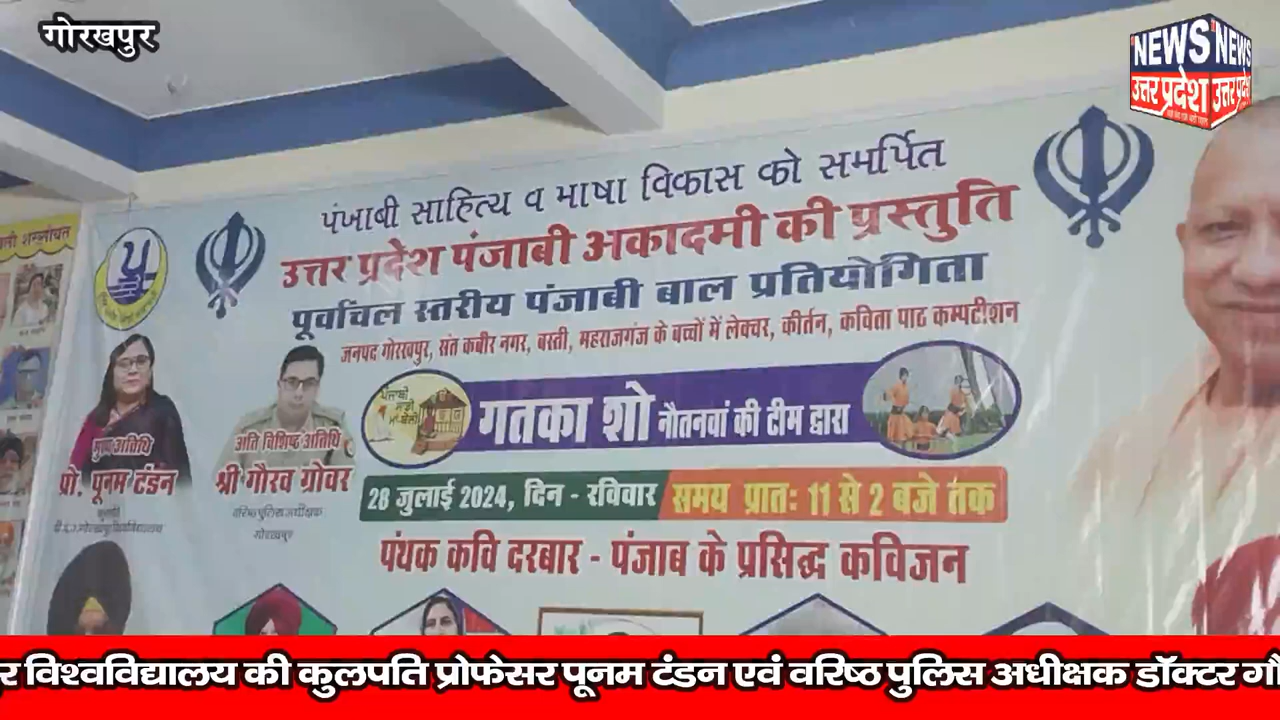 गोरखपुर
NEWS NEWS
उत्तर प्रदेश उत्तर प्रदेश
पंजाबी साहित्य व भाषा विकास को समर्पित
उत्तर प्रदेश पंजाबी अकादमी की प्रस्तुति
पूर्वांचल स्तरीय पंजाबी बाल प्रतियोगिता
जनपद गोरखपुर, संत कबीर नगर, बस्ती, महराजगंज के बच्चों में लेक्चर, कीर्तन, कविता पाठ कम्पटीशन
गतका शो नौतनवां की टीम द्वारा
मुख्य अतिथि
प्रो. पूनम टंडन
अति विशिष्ट अतिथि
श्री गौरव ग्रोवर
वरिष्ठ पुलिस अधीक्षक
गोरखपुर
28 जुलाई 2024, दिन - रविवार समय प्रातः 11 से 2 बजे तक
पंथक कवि दरबार - पंजाब के प्रसिद्ध कविजन
र विश्वविद्यालय की कुलपति प्रोफेसर पूनम टंडन एवं वरिष्ठ पुलिस अधीक्षक डॉक्टर गौ